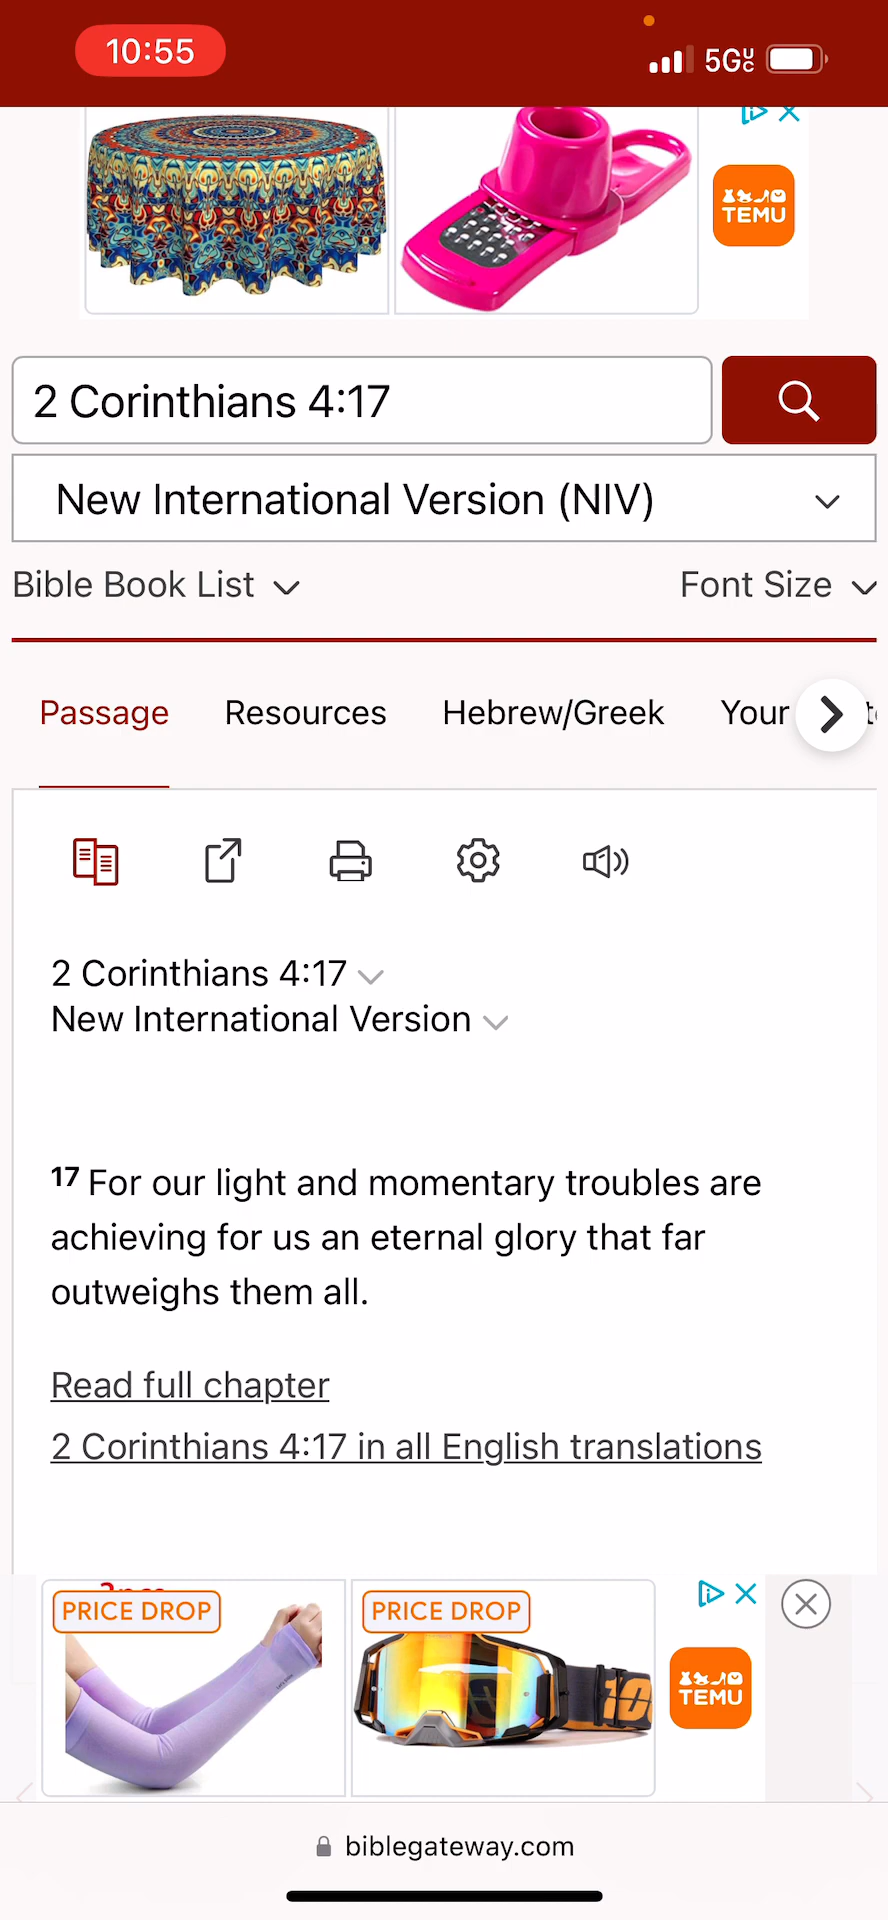 10:55
5G UC
TEMU
2 Corinthians 4:17
New International Version (NIV)
Bible Book List
Font Size
Passage Resources Hebrew/Greek Your
2 Corinthians 4:17
New International Version
17 For our light and momentary troubles are
achieving for us an eternal glory that far
outweighs them all.
Read full chapter
2 Corinthians 4:17 in all English translations
PRICE DROP
PRICE DROP
TEMU
biblegateway.com